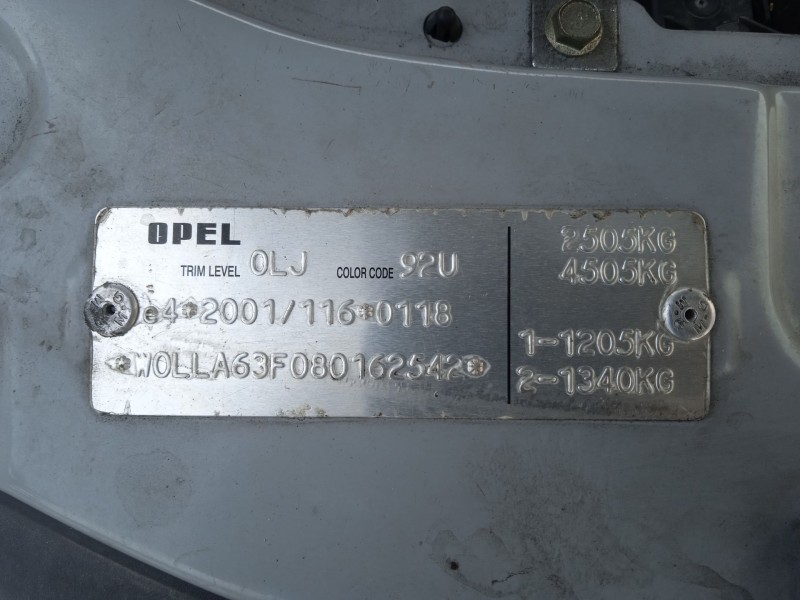 OPEL
TRIM LEVEL 0LJ COLOR CODE 92U
e4*2001/116*0118
*W0LLA63F080162542*
2505KG
4505KG
1-1205KG
2-1340KG